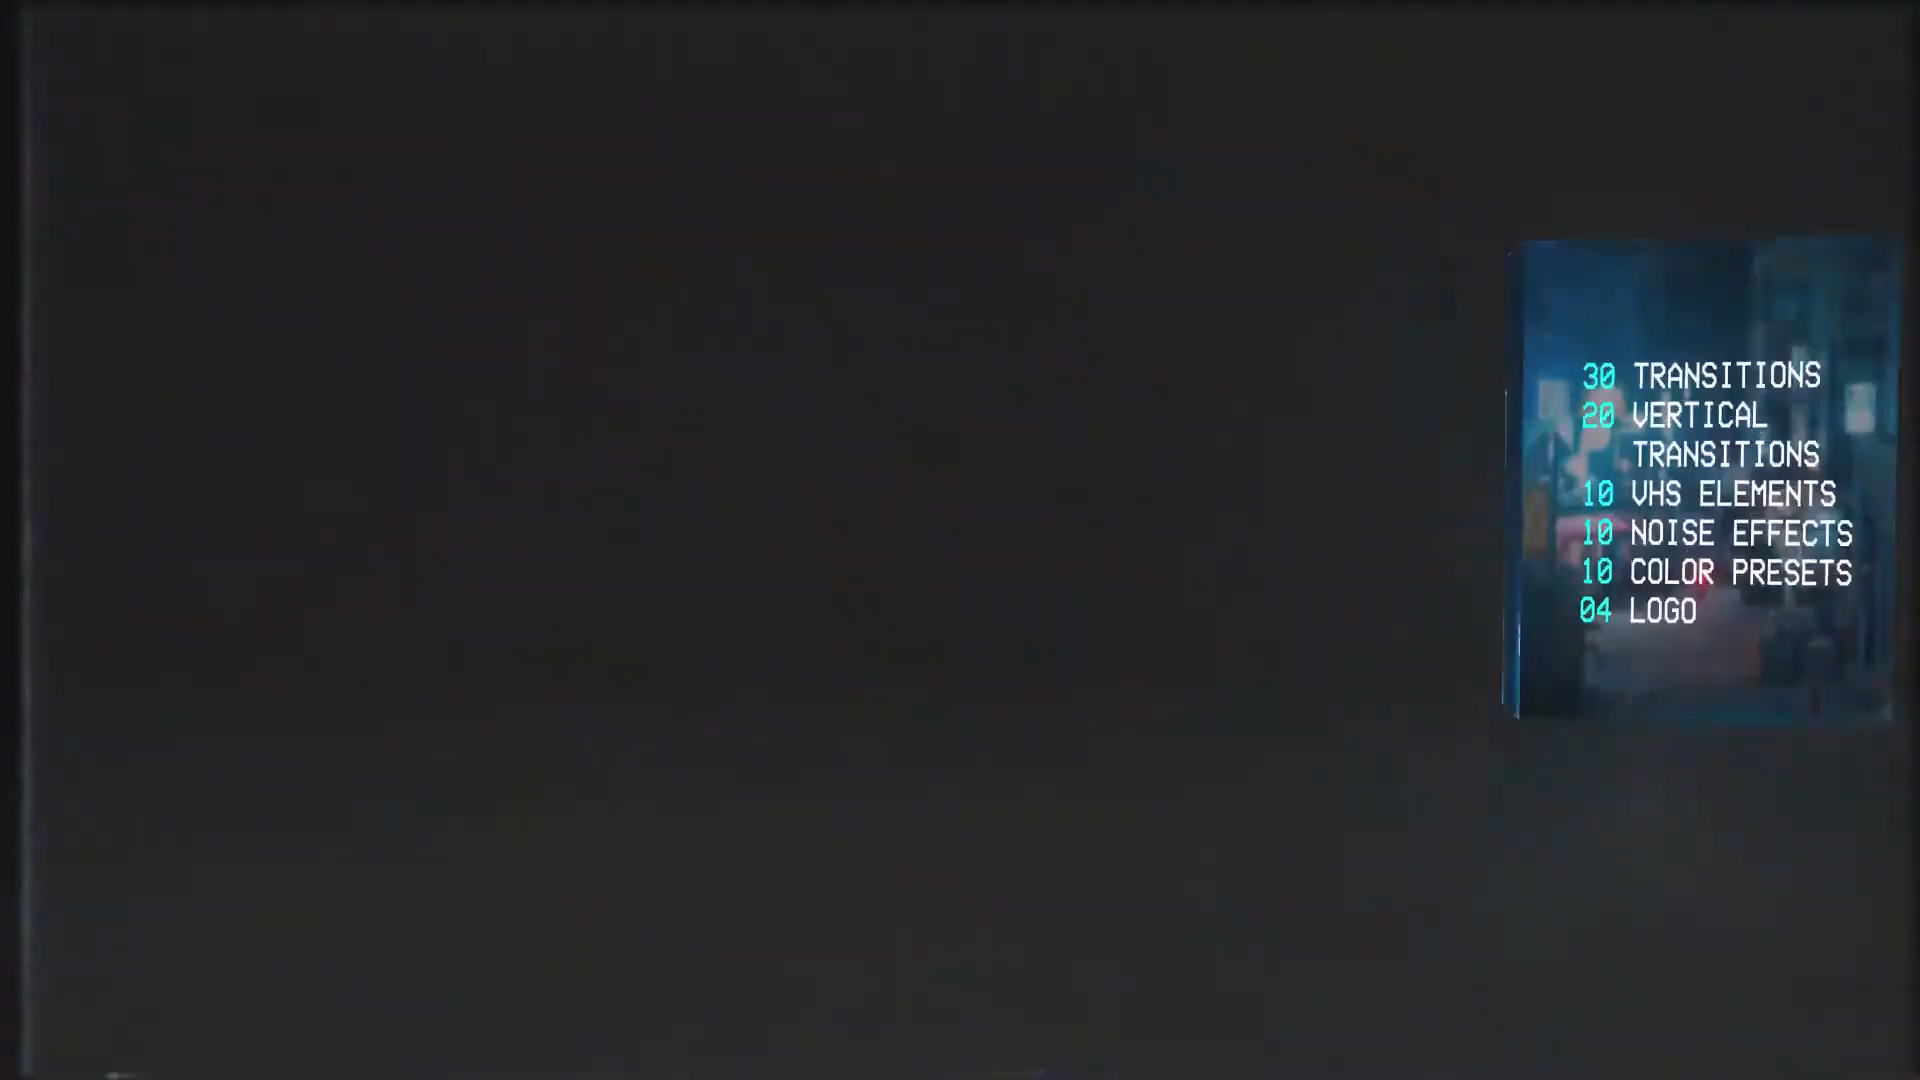 30 TRANSITIONS
20 VERTICAL
TRANSITIONS
10 VHS ELEMENTS
10 NOISE EFFECTS
10 COLOR PRESETS
04 LOGO